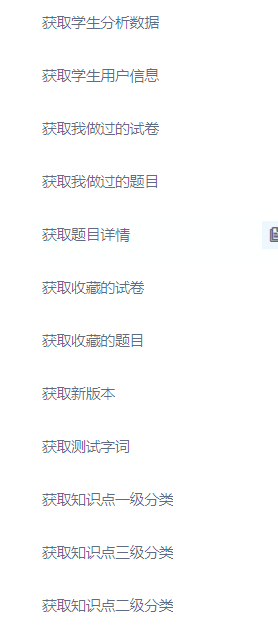 获取学生分析数据
获取学生用户信息
获取我做过的试卷
获取我做过的题目
获取题目详情
获取收藏的试卷
获取收藏的题目
获取新版本
获取测试字词
获取知识点一级分类
获取知识点三级分类
获取知识点二级分类